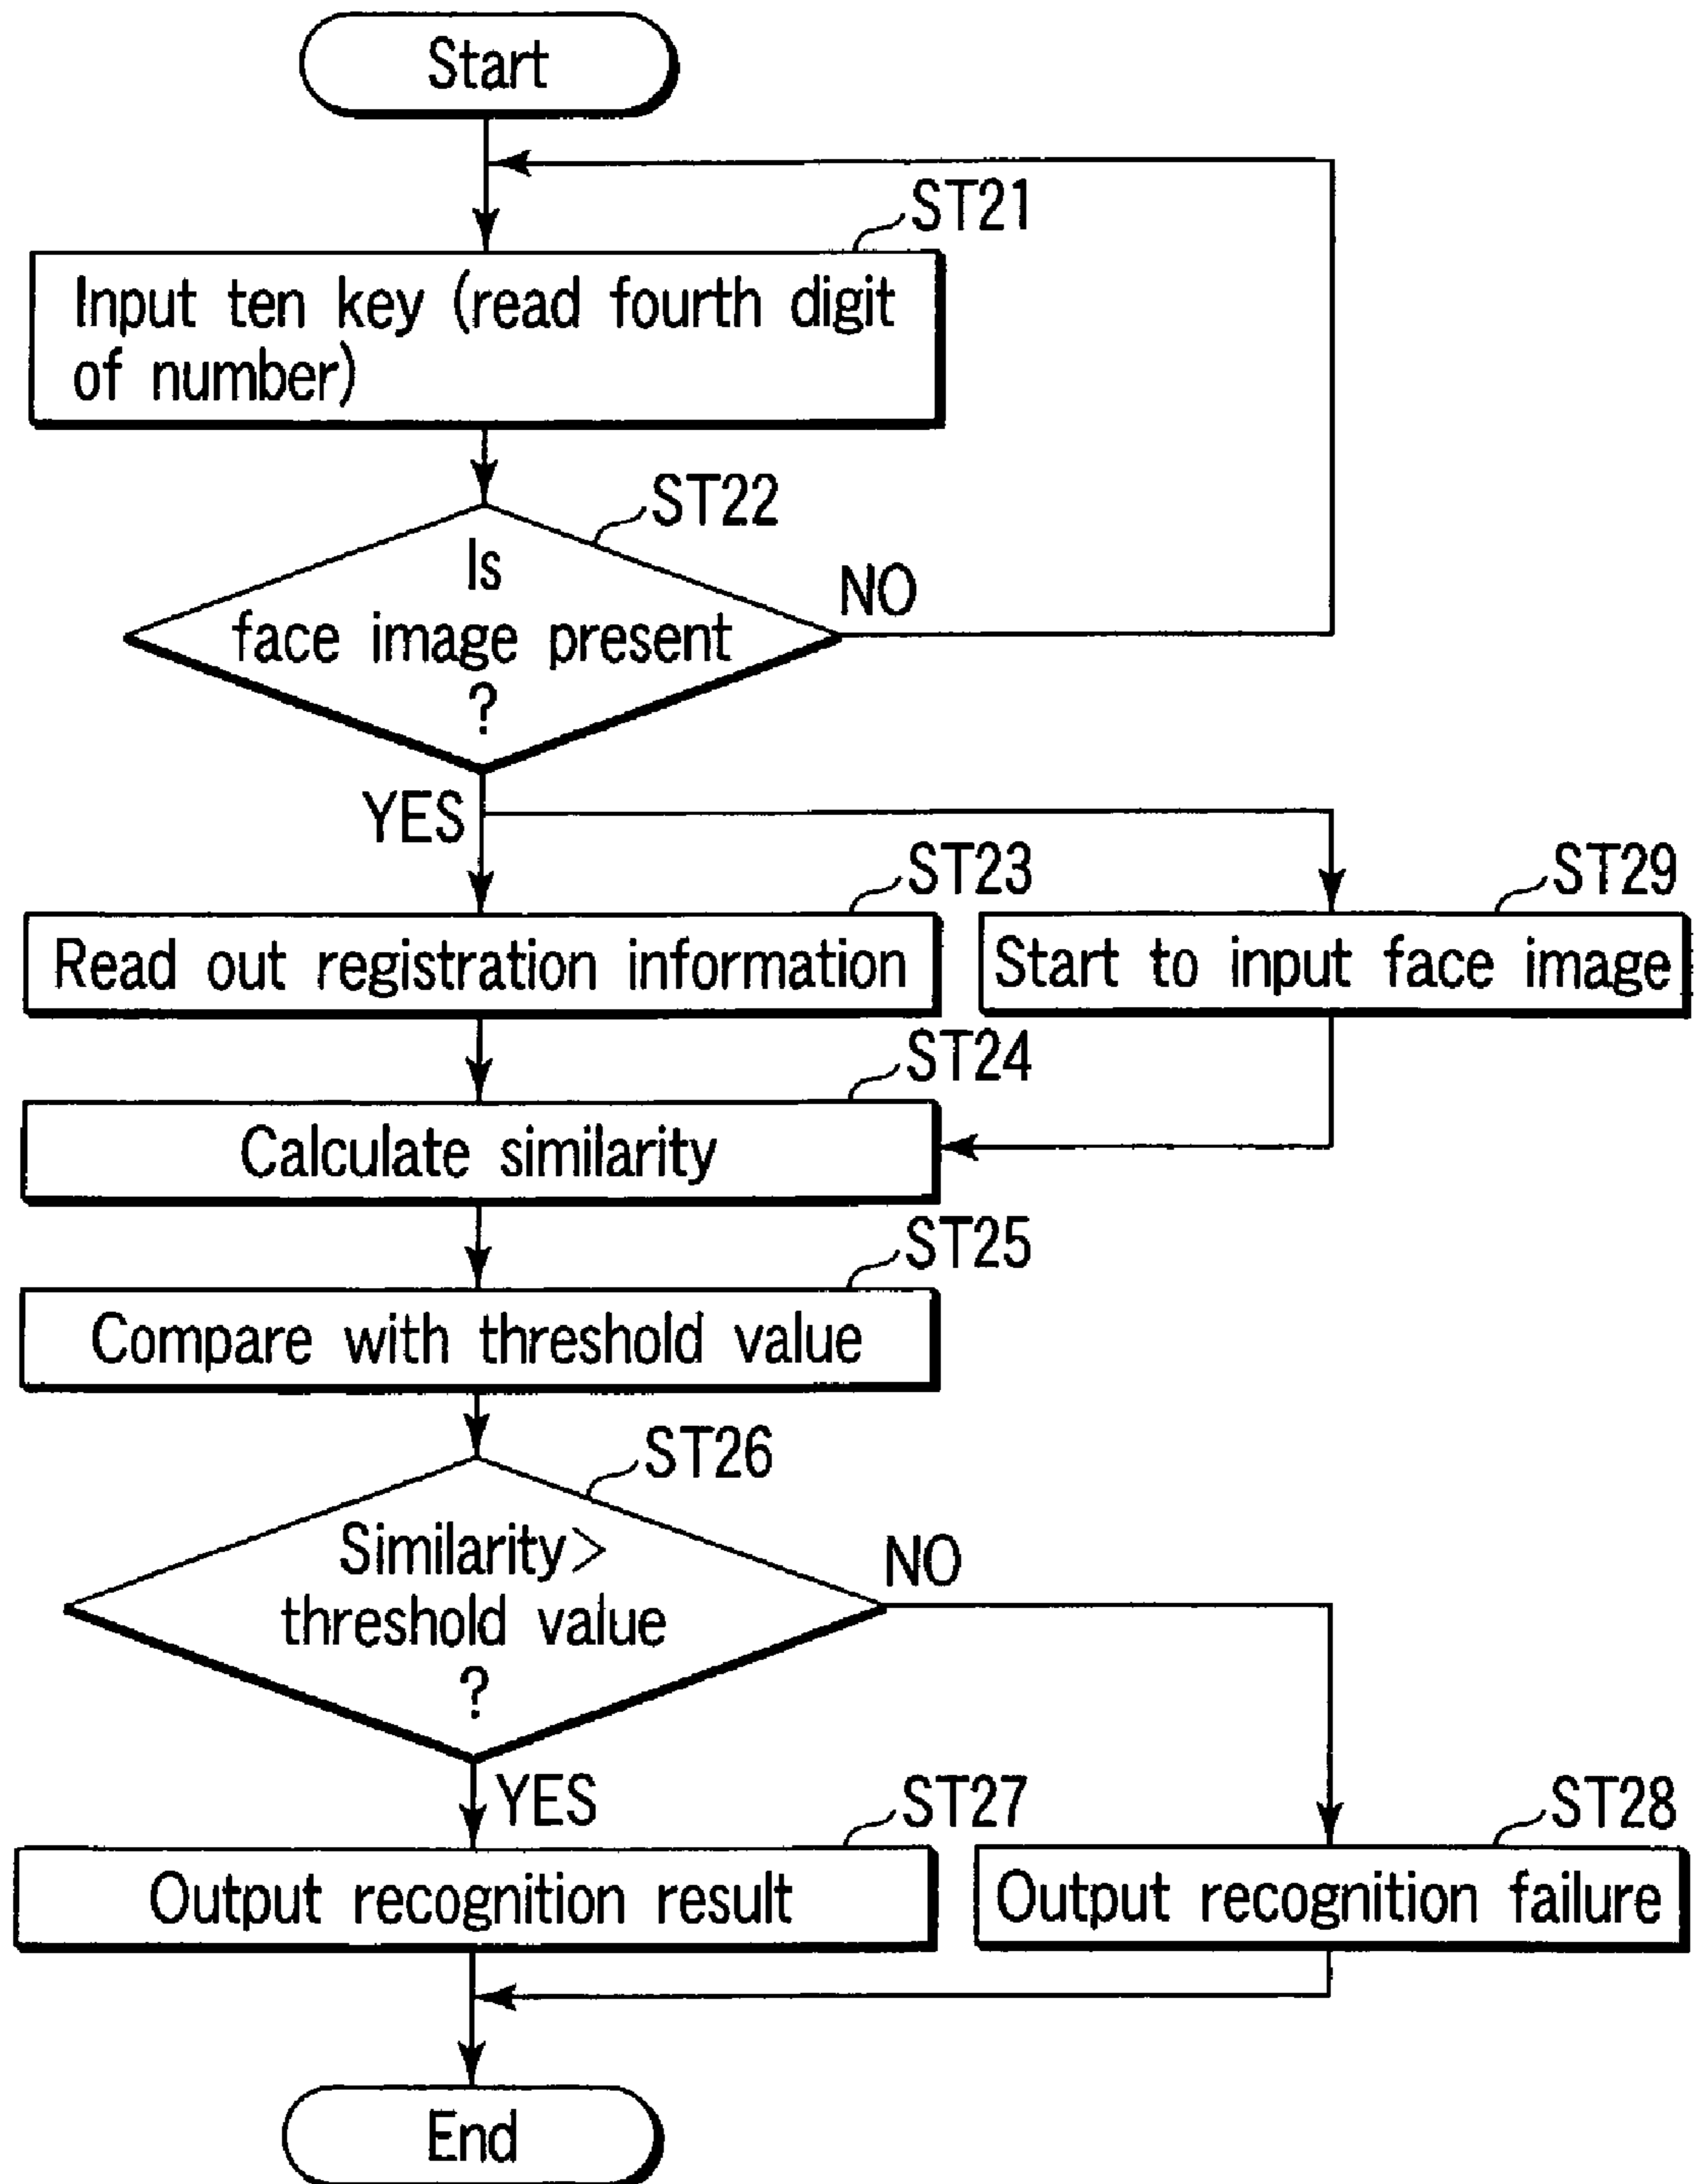 Start
ST21
Input ten key (read fourth digit
of number)
ST22
Is
face image present
?
NO
YES
ST23
ST29
Read out registration information
Start to input face image
ST24
Calculate similarity
ST25
Compare with threshold value
ST26
Similarity>
threshold value
?
NO
YES
ST27
ST28
Output recognition result
Output recognition failure
End